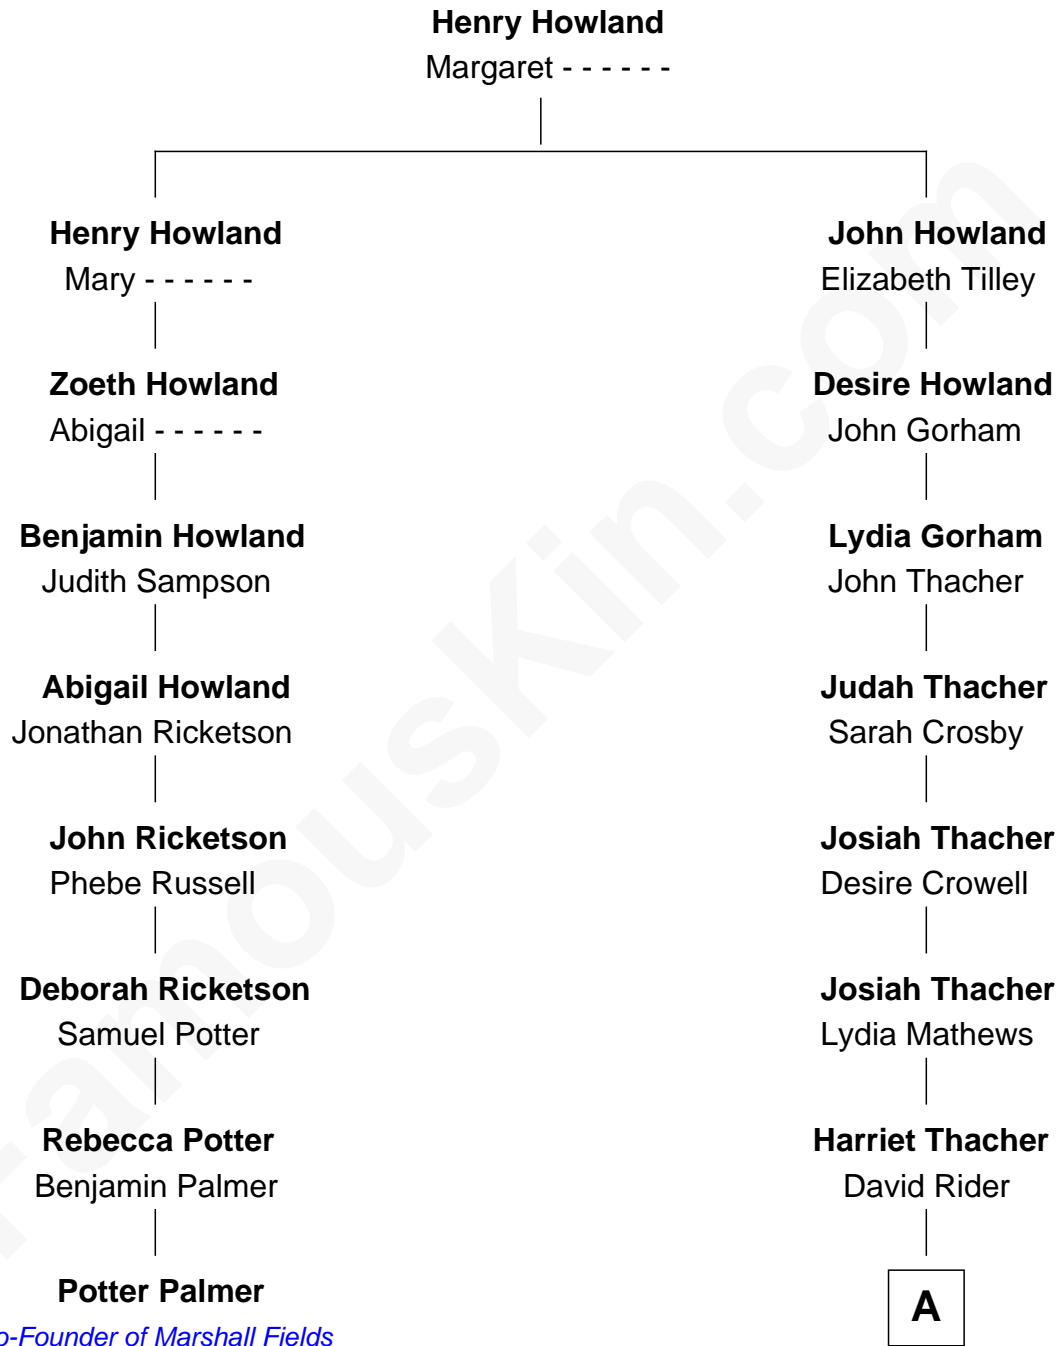 Henry Howland
Margaret - - - - - -
Henry Howland
Mary - - - - - -
John Howland
Elizabeth Tilley
Zoeth Howland
Abigail - - - - - -
Desire Howland
John Gorham
Benjamin Howland
Judith Sampson
Lydia Gorham
John Thacher
Abigail Howland
Jonathan Ricketson
Judah Thacher
Sarah Crosby
John Ricketson
Phebe Russell
Josiah Thacher
Desire Crowell
Deborah Ricketson
Samuel Potter
Josiah Thacher
Lydia Mathews
Rebecca Potter
Benjamin Palmer
Harriet Thacher
David Rider
Potter Palmer
o-Founder of Marshall Fields
A
FamousKin.com